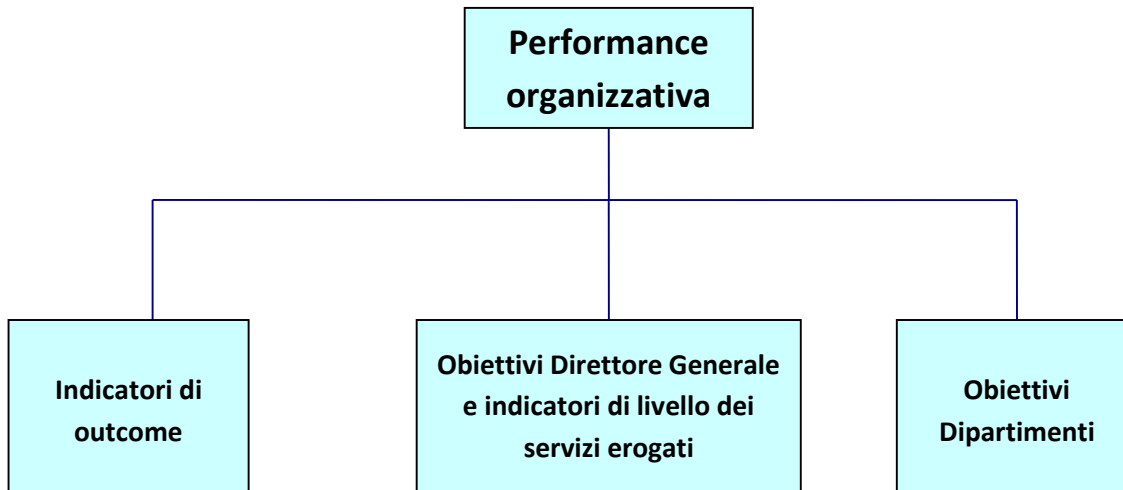 Performance
organizzativa
Indicatori di
outcome
Obiettivi Direttore Generale
e indicatori di livello dei
servizi erogati
Obiettivi
Dipartimenti